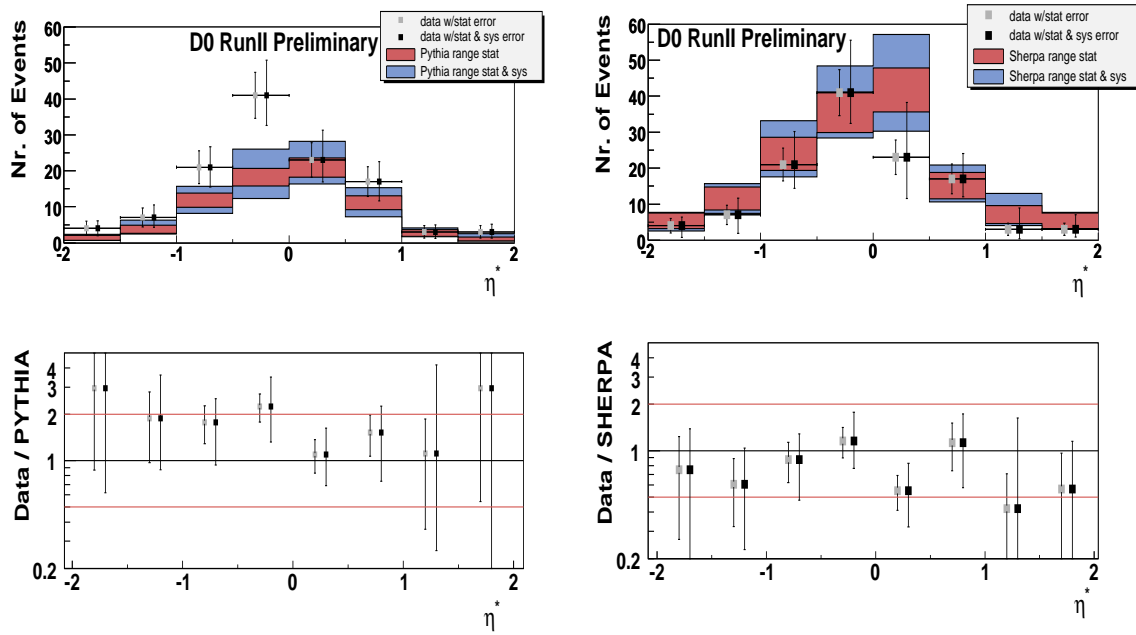 D0 RunII Preliminary
data w/stat error
data w/stat & sys error
Pythia range stat
Pythia range stat & sys
Nr. of Events
60
50
40
30
20
10
0
-2
-1
0
1
2
η*
D0 RunII Preliminary
data w/stat error
data w/stat & sys error
Sherpa range stat
Sherpa range stat & sys
Nr. of Events
60
50
40
30
20
10
0
-2
-1
0
1
2
η*
Data / PYTHIA
4
3
2
1
0.2
-2
-1
0
1
2
η*
Data / SHERPA
4
3
2
1
0.2
-2
-1
0
1
2
η*